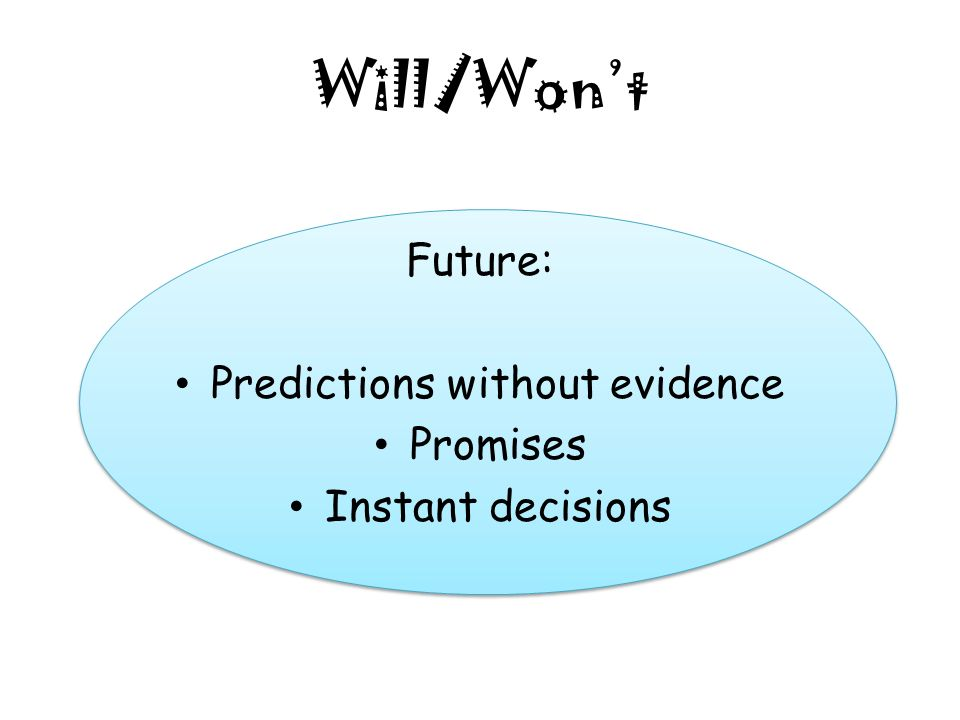 Will/Won't
Future:
• Predictions without evidence
• Promises
• Instant decisions